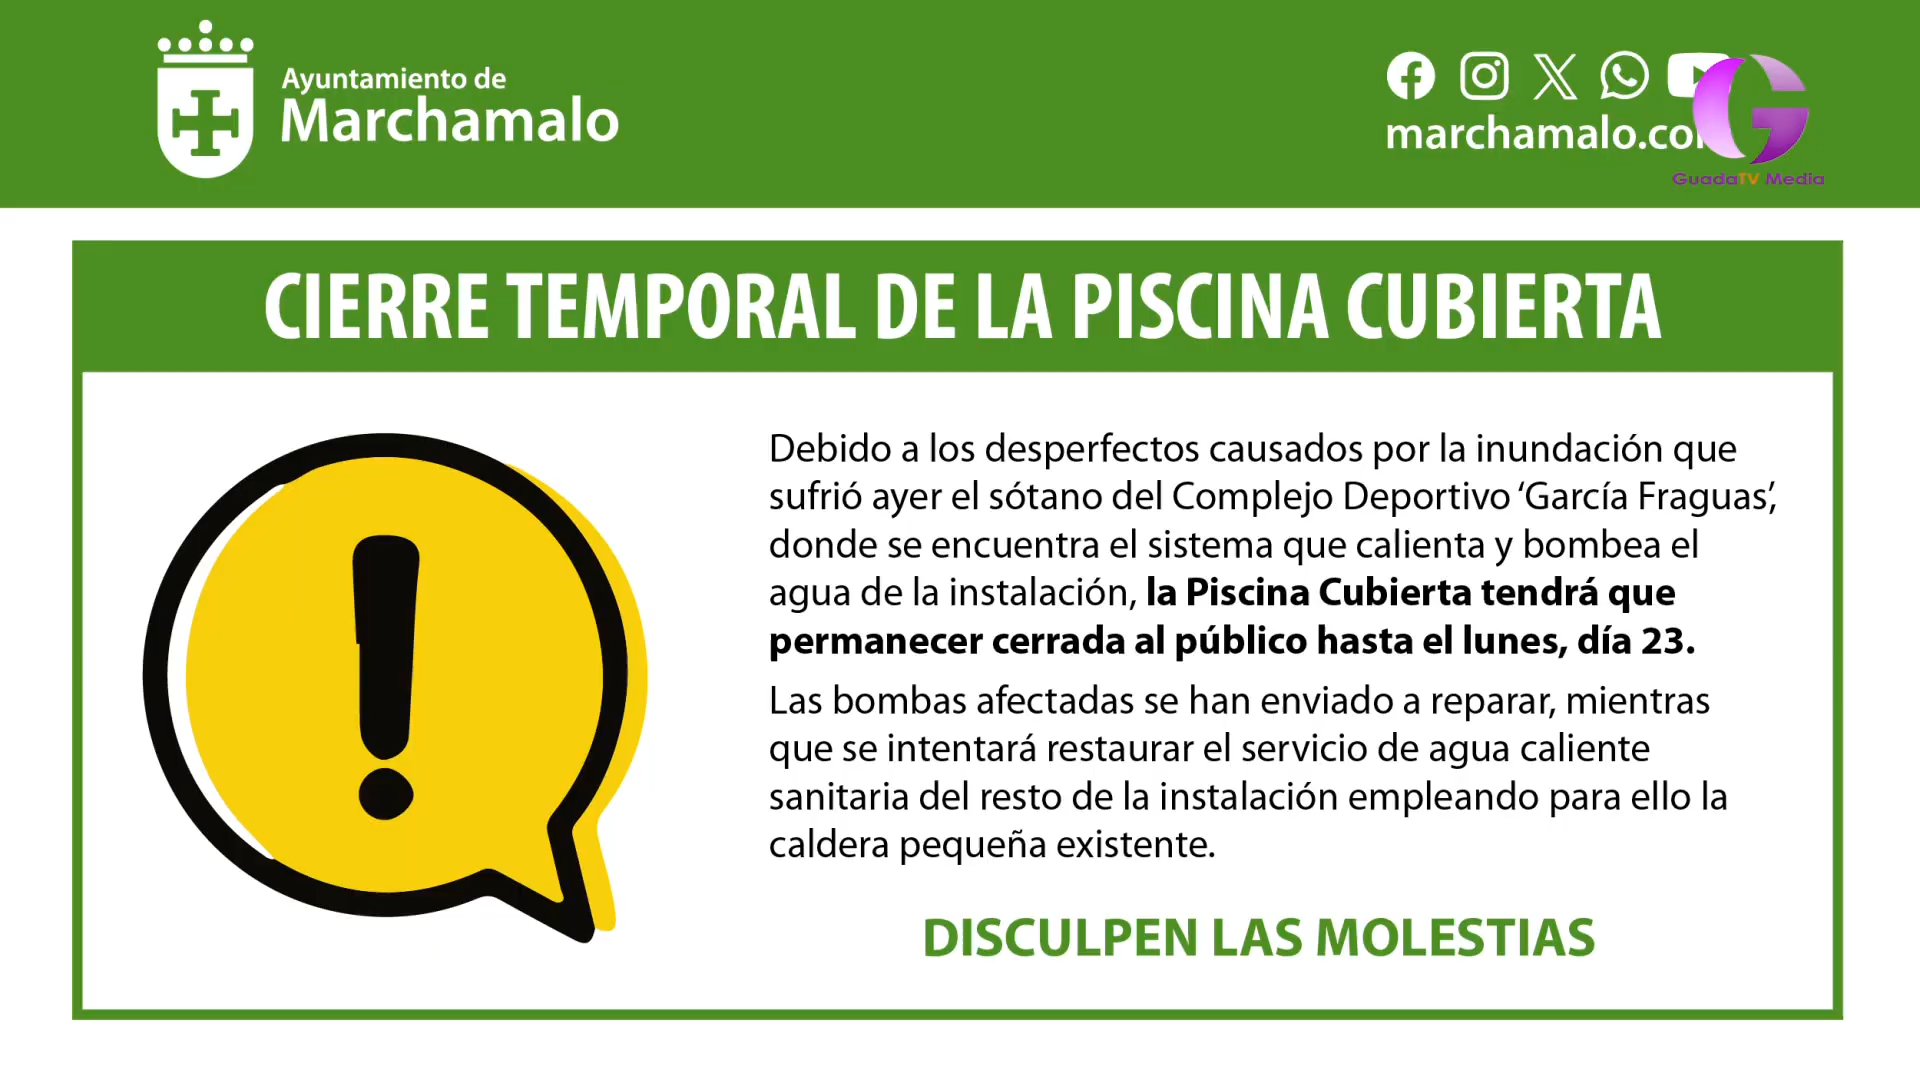 Ayuntamiento de
Marchamalo
marchamalo.co
GuadaTV Media
CIERRE TEMPORAL DE LA PISCINA CUBIERTA
Debido a los desperfectos causados por la inundación que
sufrió ayer el sótano del Complejo Deportivo ‘García Fraguas’,
donde se encuentra el sistema que calienta y bombea el
agua de la instalación, la Piscina Cubierta tendrá que
permanecer cerrada al público hasta el lunes, día 23.
Las bombas afectadas se han enviado a reparar, mientras
que se intentará restaurar el servicio de agua caliente
sanitaria del resto de la instalación empleando para ello la
caldera pequeña existente.
DISCULPEN LAS MOLESTIAS